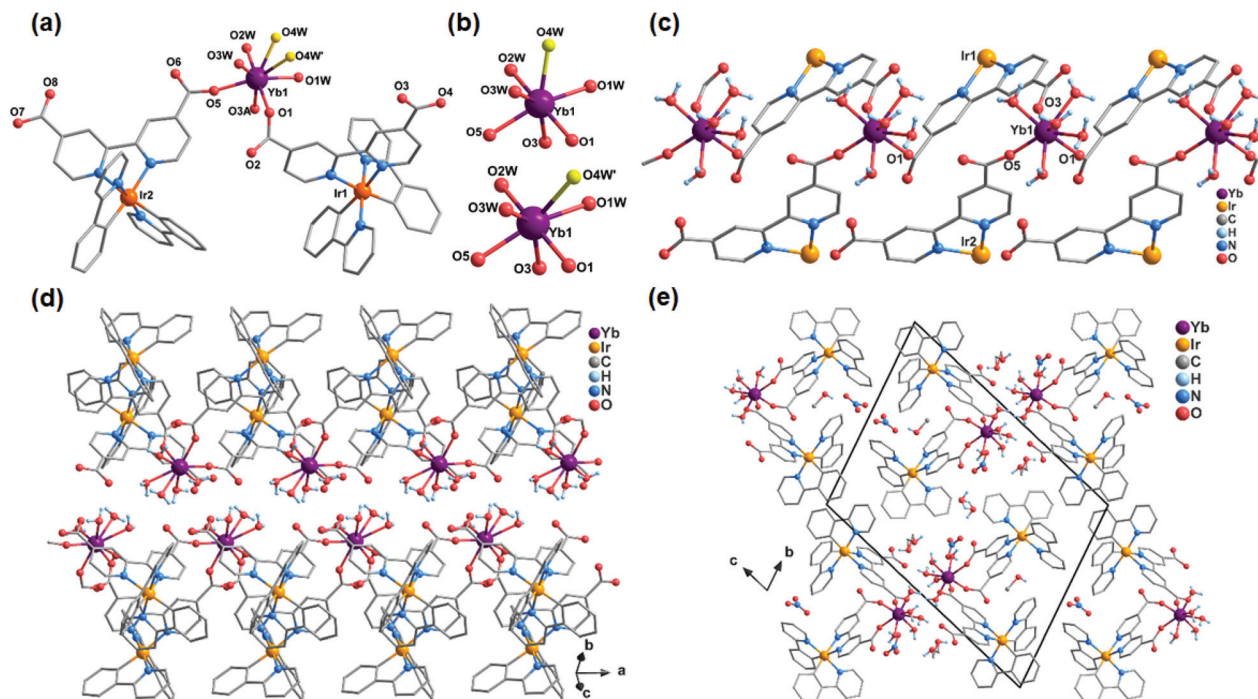 (a)
O2W
O4W
O3W
O4W'
O6
O1W
O8
O5
Yb1
O7
O3A
O1
O3
O4
O2
Ir2
Ir1
(b)
O4W
O2W
O3W
O1W
Yb1
O5
O3
O1
O2W
O4W'
O3W
O1W
Yb1
O5
O3
O1
(c)
Ir1
O3
Yb1
O1
O5
O1
Ir2
Yb
Ir
C
H
N
O
(d)
Yb
Ir
C
H
N
O
b
a
c
(e)
Yb
Ir
C
H
N
O
c
b